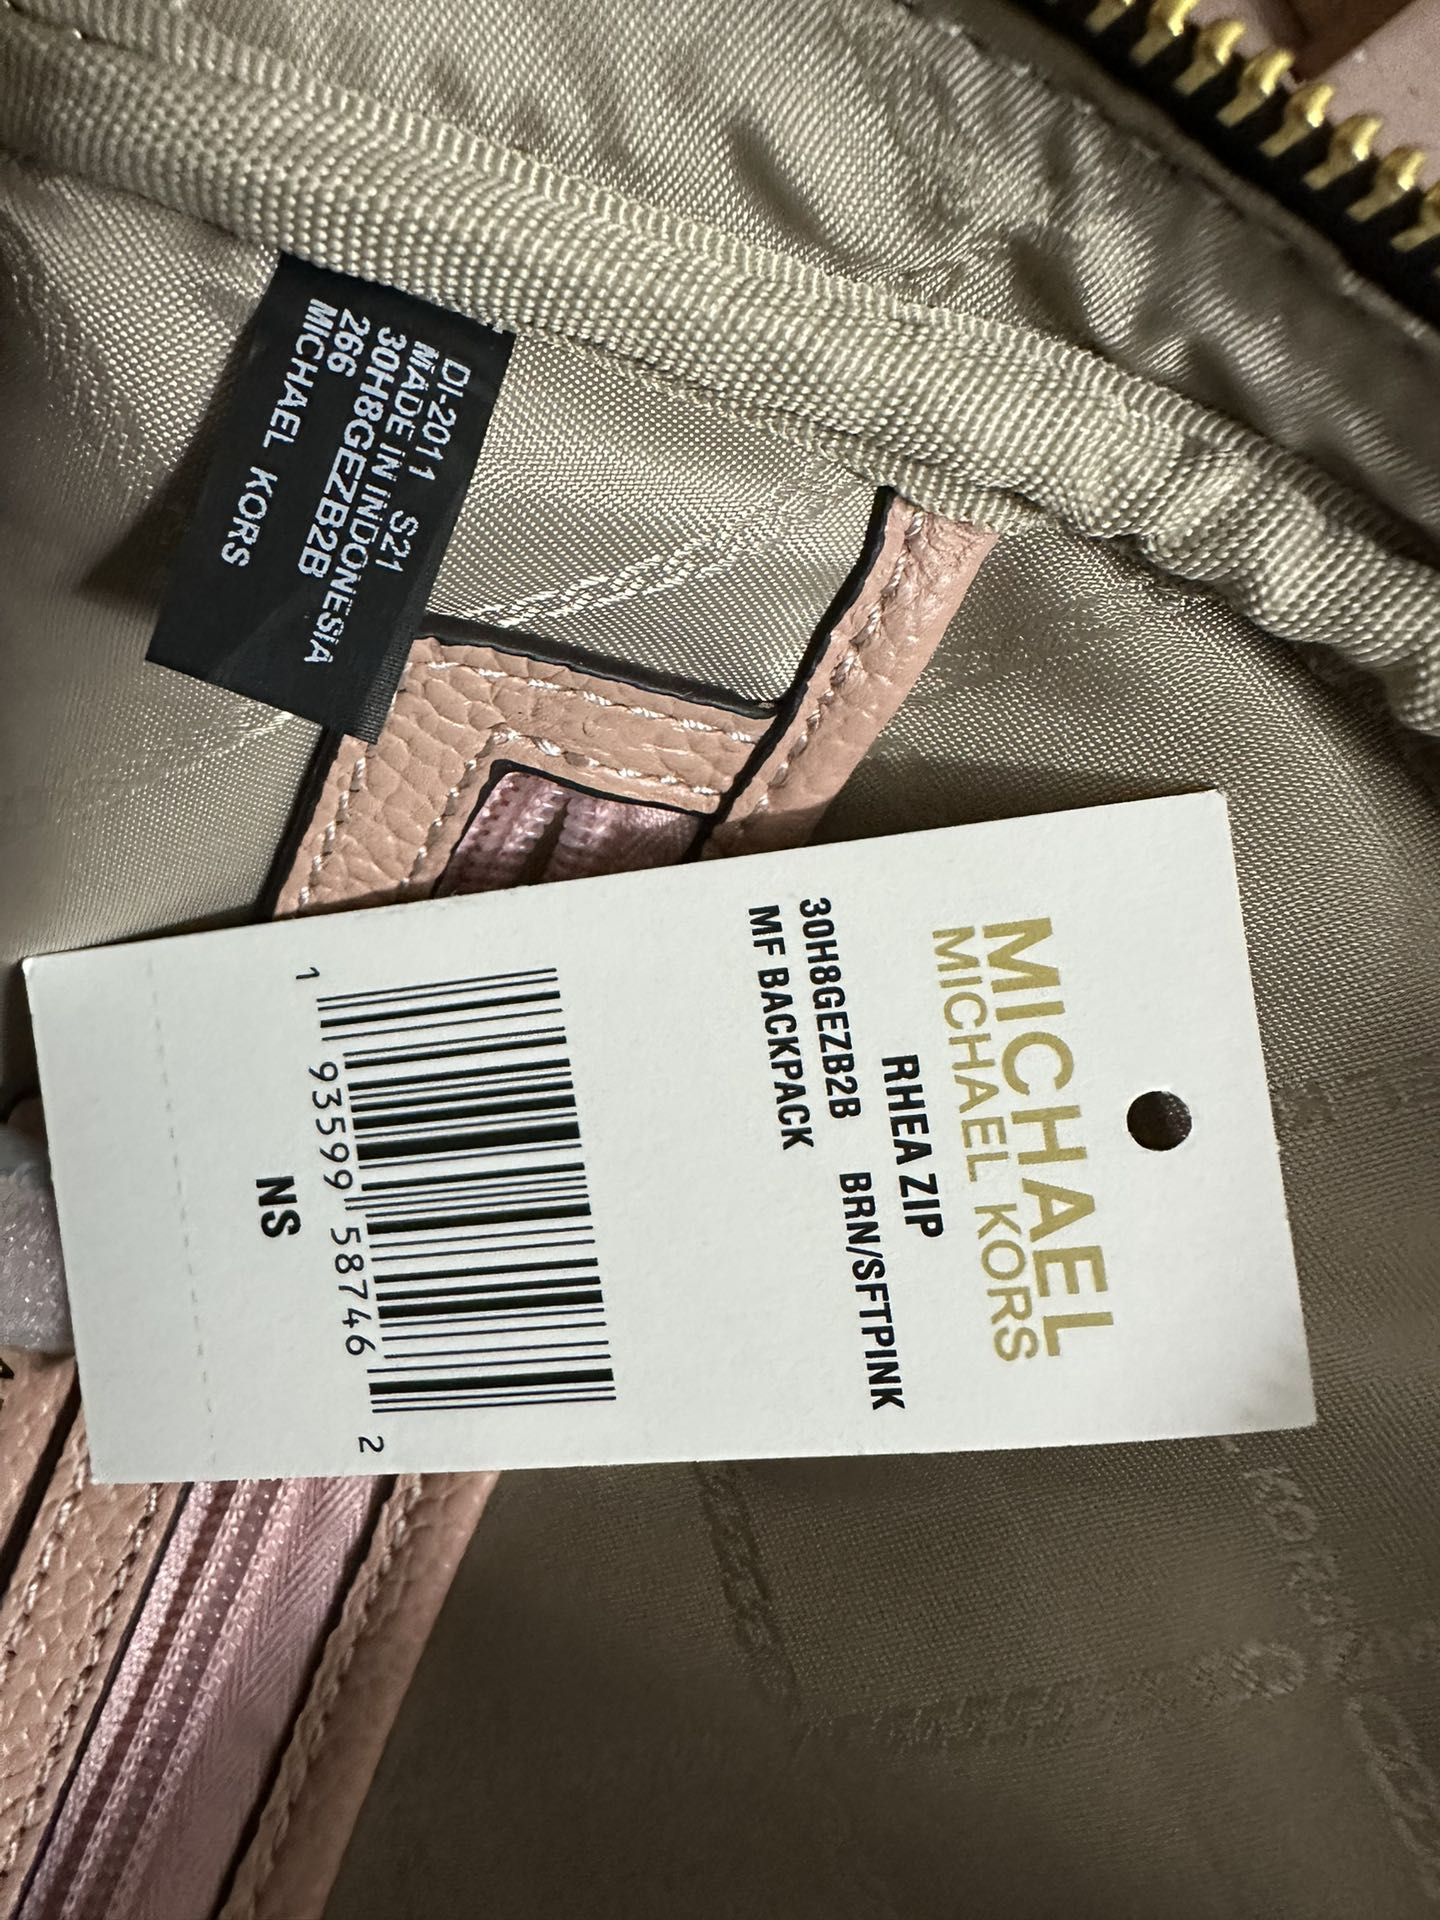 DI-2011 S21
MADE IN INDONESIA
30H8GEZB2B
266
MICHAEL KORS
MICHAEL
MICHAEL KORS
RHEA ZIP
30H8GEZB2B BRN/SFTPINK
MF BACKPACK
1 93599 58746 2
NS
KORS